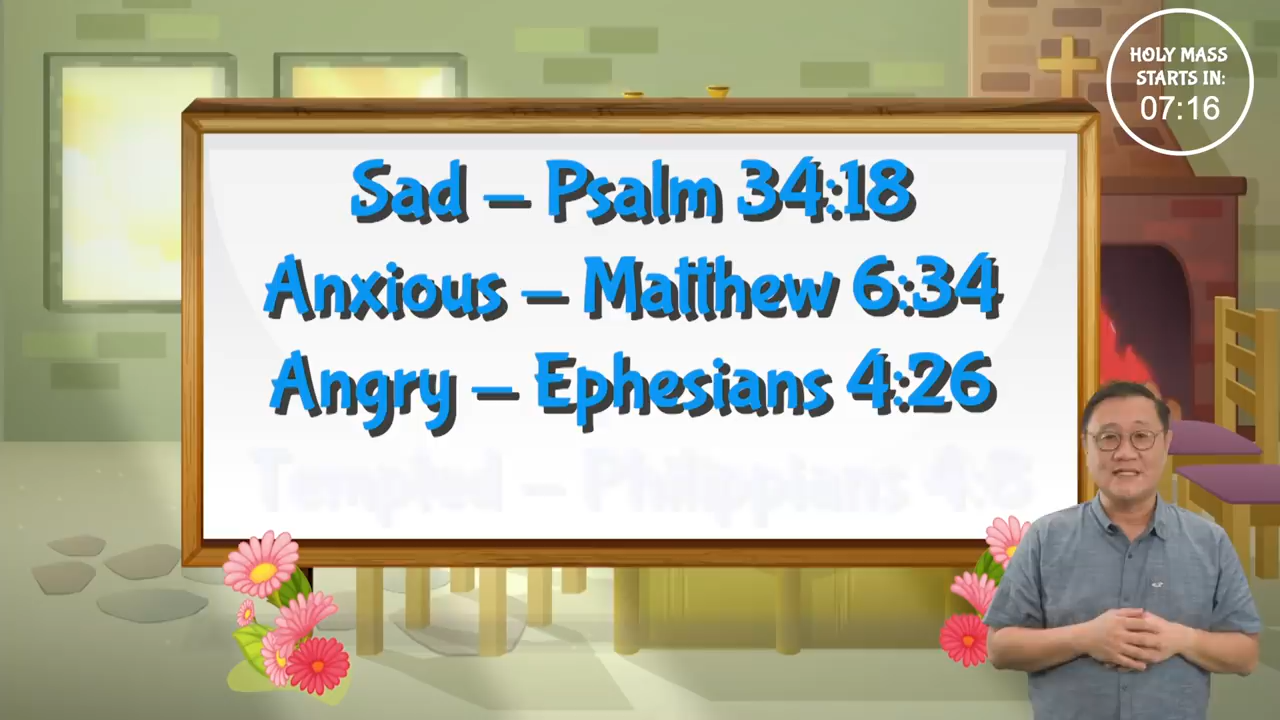 HOLY MASS
STARTS IN:
07:16
Sad – Psalm 34:18
Anxious – Matthew 6:34
Angry – Ephesians 4:26
Tempted – Philippians 4:8